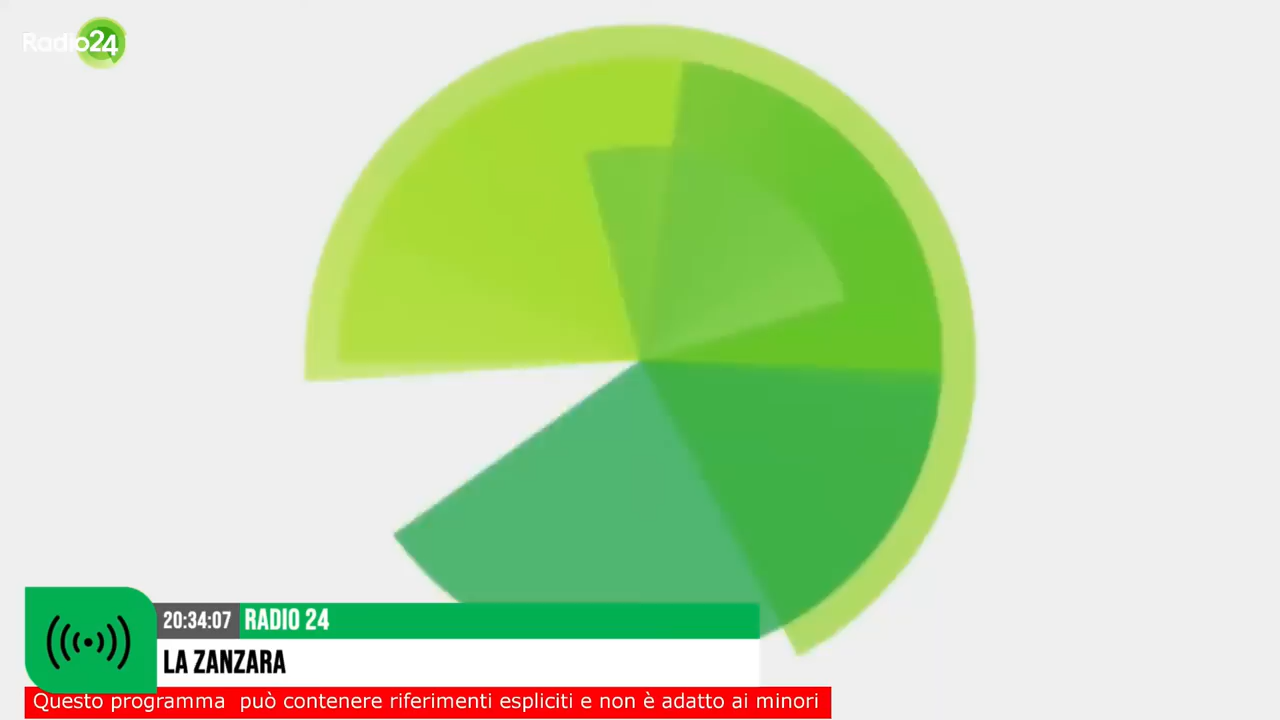 Radio24
20:34:07 RADIO 24
LA ZANZARA
Questo programma  può contenere riferimenti espliciti e non è adatto ai minori